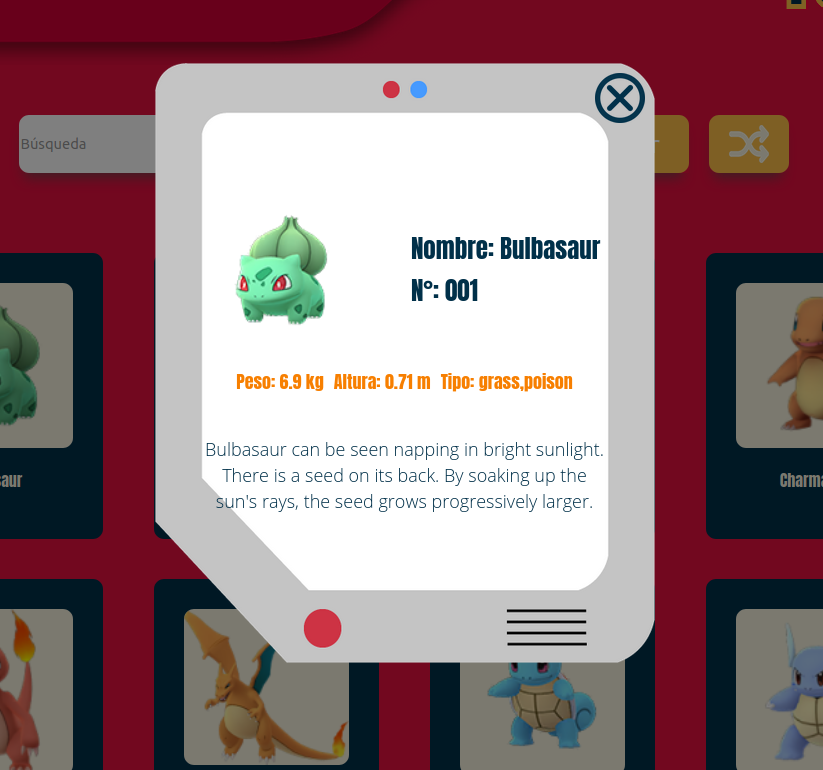 Búsqueda
Nombre: Bulbasaur
N°: 001
Peso: 6.9 kg Altura: 0.71 m Tipo: grass,poison
Bulbasaur can be seen napping in bright sunlight.
There is a seed on its back. By soaking up the
sun's rays, the seed grows progressively larger.